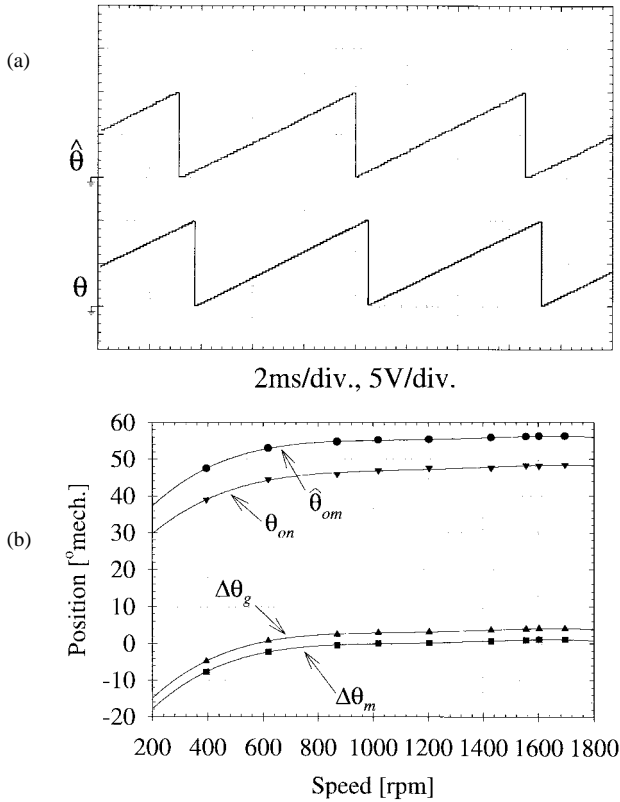 (a)
θ̂
θ
2ms/div., 5V/div.
(b)
Position [°mech.]
60
50
40
30
20
10
0
-10
-20
θ̂om
θon
Δθg
Δθm
200 400 600 800 1000 1200 1400 1600 1800
Speed [rpm]